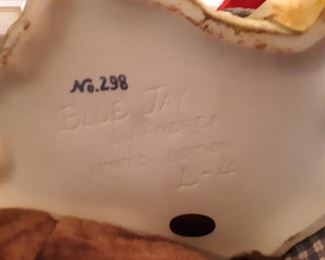 No.298
BLUE JAY
by ANDREA
LIMITED EDITION
L-4